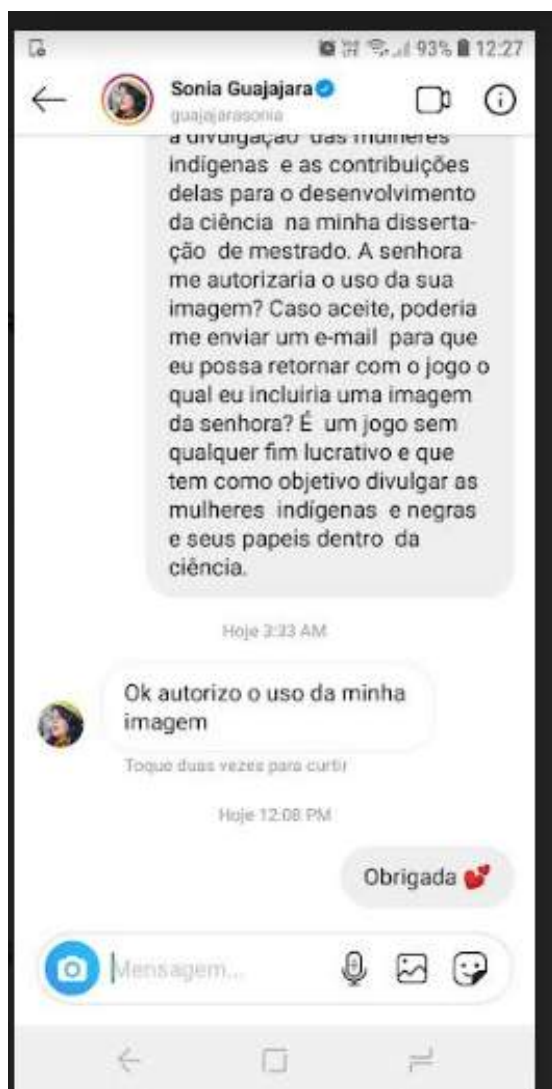 93% 12:27
Sonia Guajajara
guajajarasonia
a divulgação das mulheres
indígenas e as contribuições
delas para o desenvolvimento
da ciência na minha disserta-
ção de mestrado. A senhora
me autorizaria o uso da sua
imagem? Caso aceite, poderia
me enviar um e-mail para que
eu possa retornar com o jogo o
qual eu incluiria uma imagem
da senhora? É um jogo sem
qualquer fim lucrativo e que
tem como objetivo divulgar as
mulheres indígenas e negras
e seus papeis dentro da
ciência.
Hoje 3:33 AM
Ok autorizo o uso da minha
imagem
Toque duas vezes para curtir
Hoje 12:08 PM
Obrigada 💕
Mensagem...